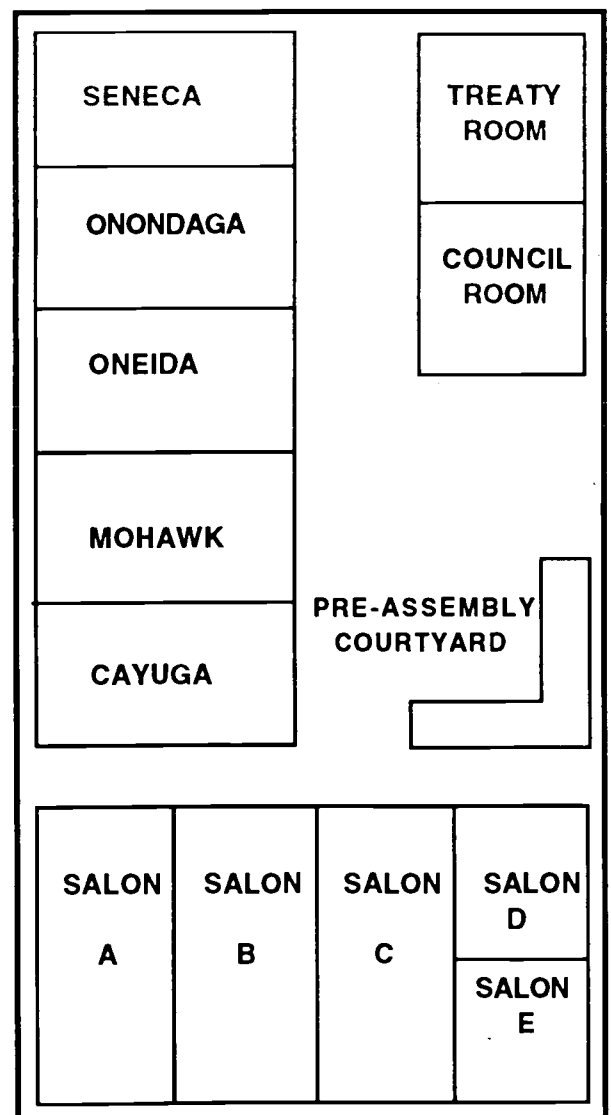 SENECA
ONONDAGA
ONEIDA
MOHAWK
CAYUGA
TREATY
ROOM
COUNCIL
ROOM
PRE-ASSEMBLY
COURTYARD
SALON
A
SALON
B
SALON
C
SALON
D
SALON
E